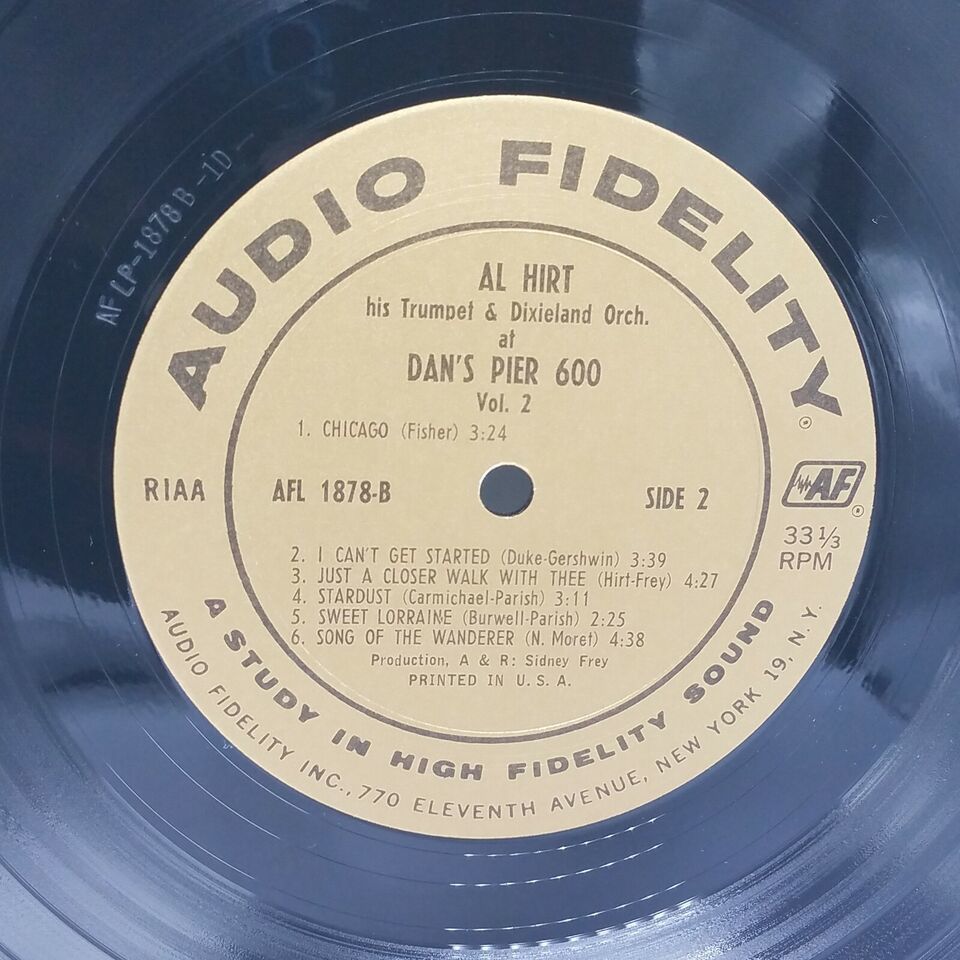 AFLP-1878 B -1D
AUDIO FIDELITY ®
AL HIRT
his Trumpet & Dixieland Orch.
at
DAN'S PIER 600
Vol. 2
1. CHICAGO (Fisher) 3:24
RIAA
AFL 1878-B
SIDE 2
AF ®
33 1/3
RPM
2. I CAN'T GET STARTED (Duke-Gershwin) 3:39
3. JUST A CLOSER WALK WITH THEE (Hirt-Frey) 4:27
4. STARDUST (Carmichael-Parish) 3:11
5. SWEET LORRAINE (Burwell-Parish) 2:25
6. SONG OF THE WANDERER (N. Moret) 4:38
Production, A & R: Sidney Frey
PRINTED IN U. S. A.
A STUDY IN HIGH FIDELITY SOUND
AUDIO FIDELITY INC., 770 ELEVENTH AVENUE, NEW YORK 19, N. Y.